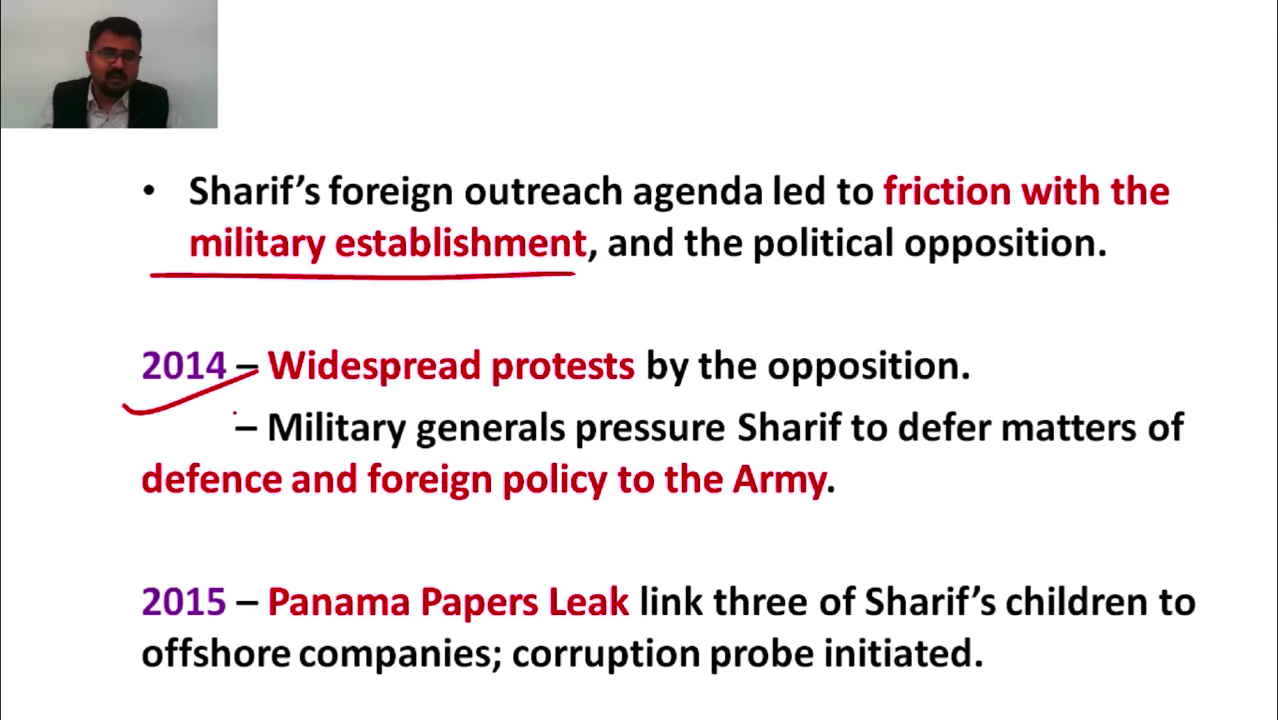 • Sharif’s foreign outreach agenda led to friction with the
military establishment, and the political opposition.
2014 – Widespread protests by the opposition.
– Military generals pressure Sharif to defer matters of
defence and foreign policy to the Army.
2015 – Panama Papers Leak link three of Sharif’s children to
offshore companies; corruption probe initiated.